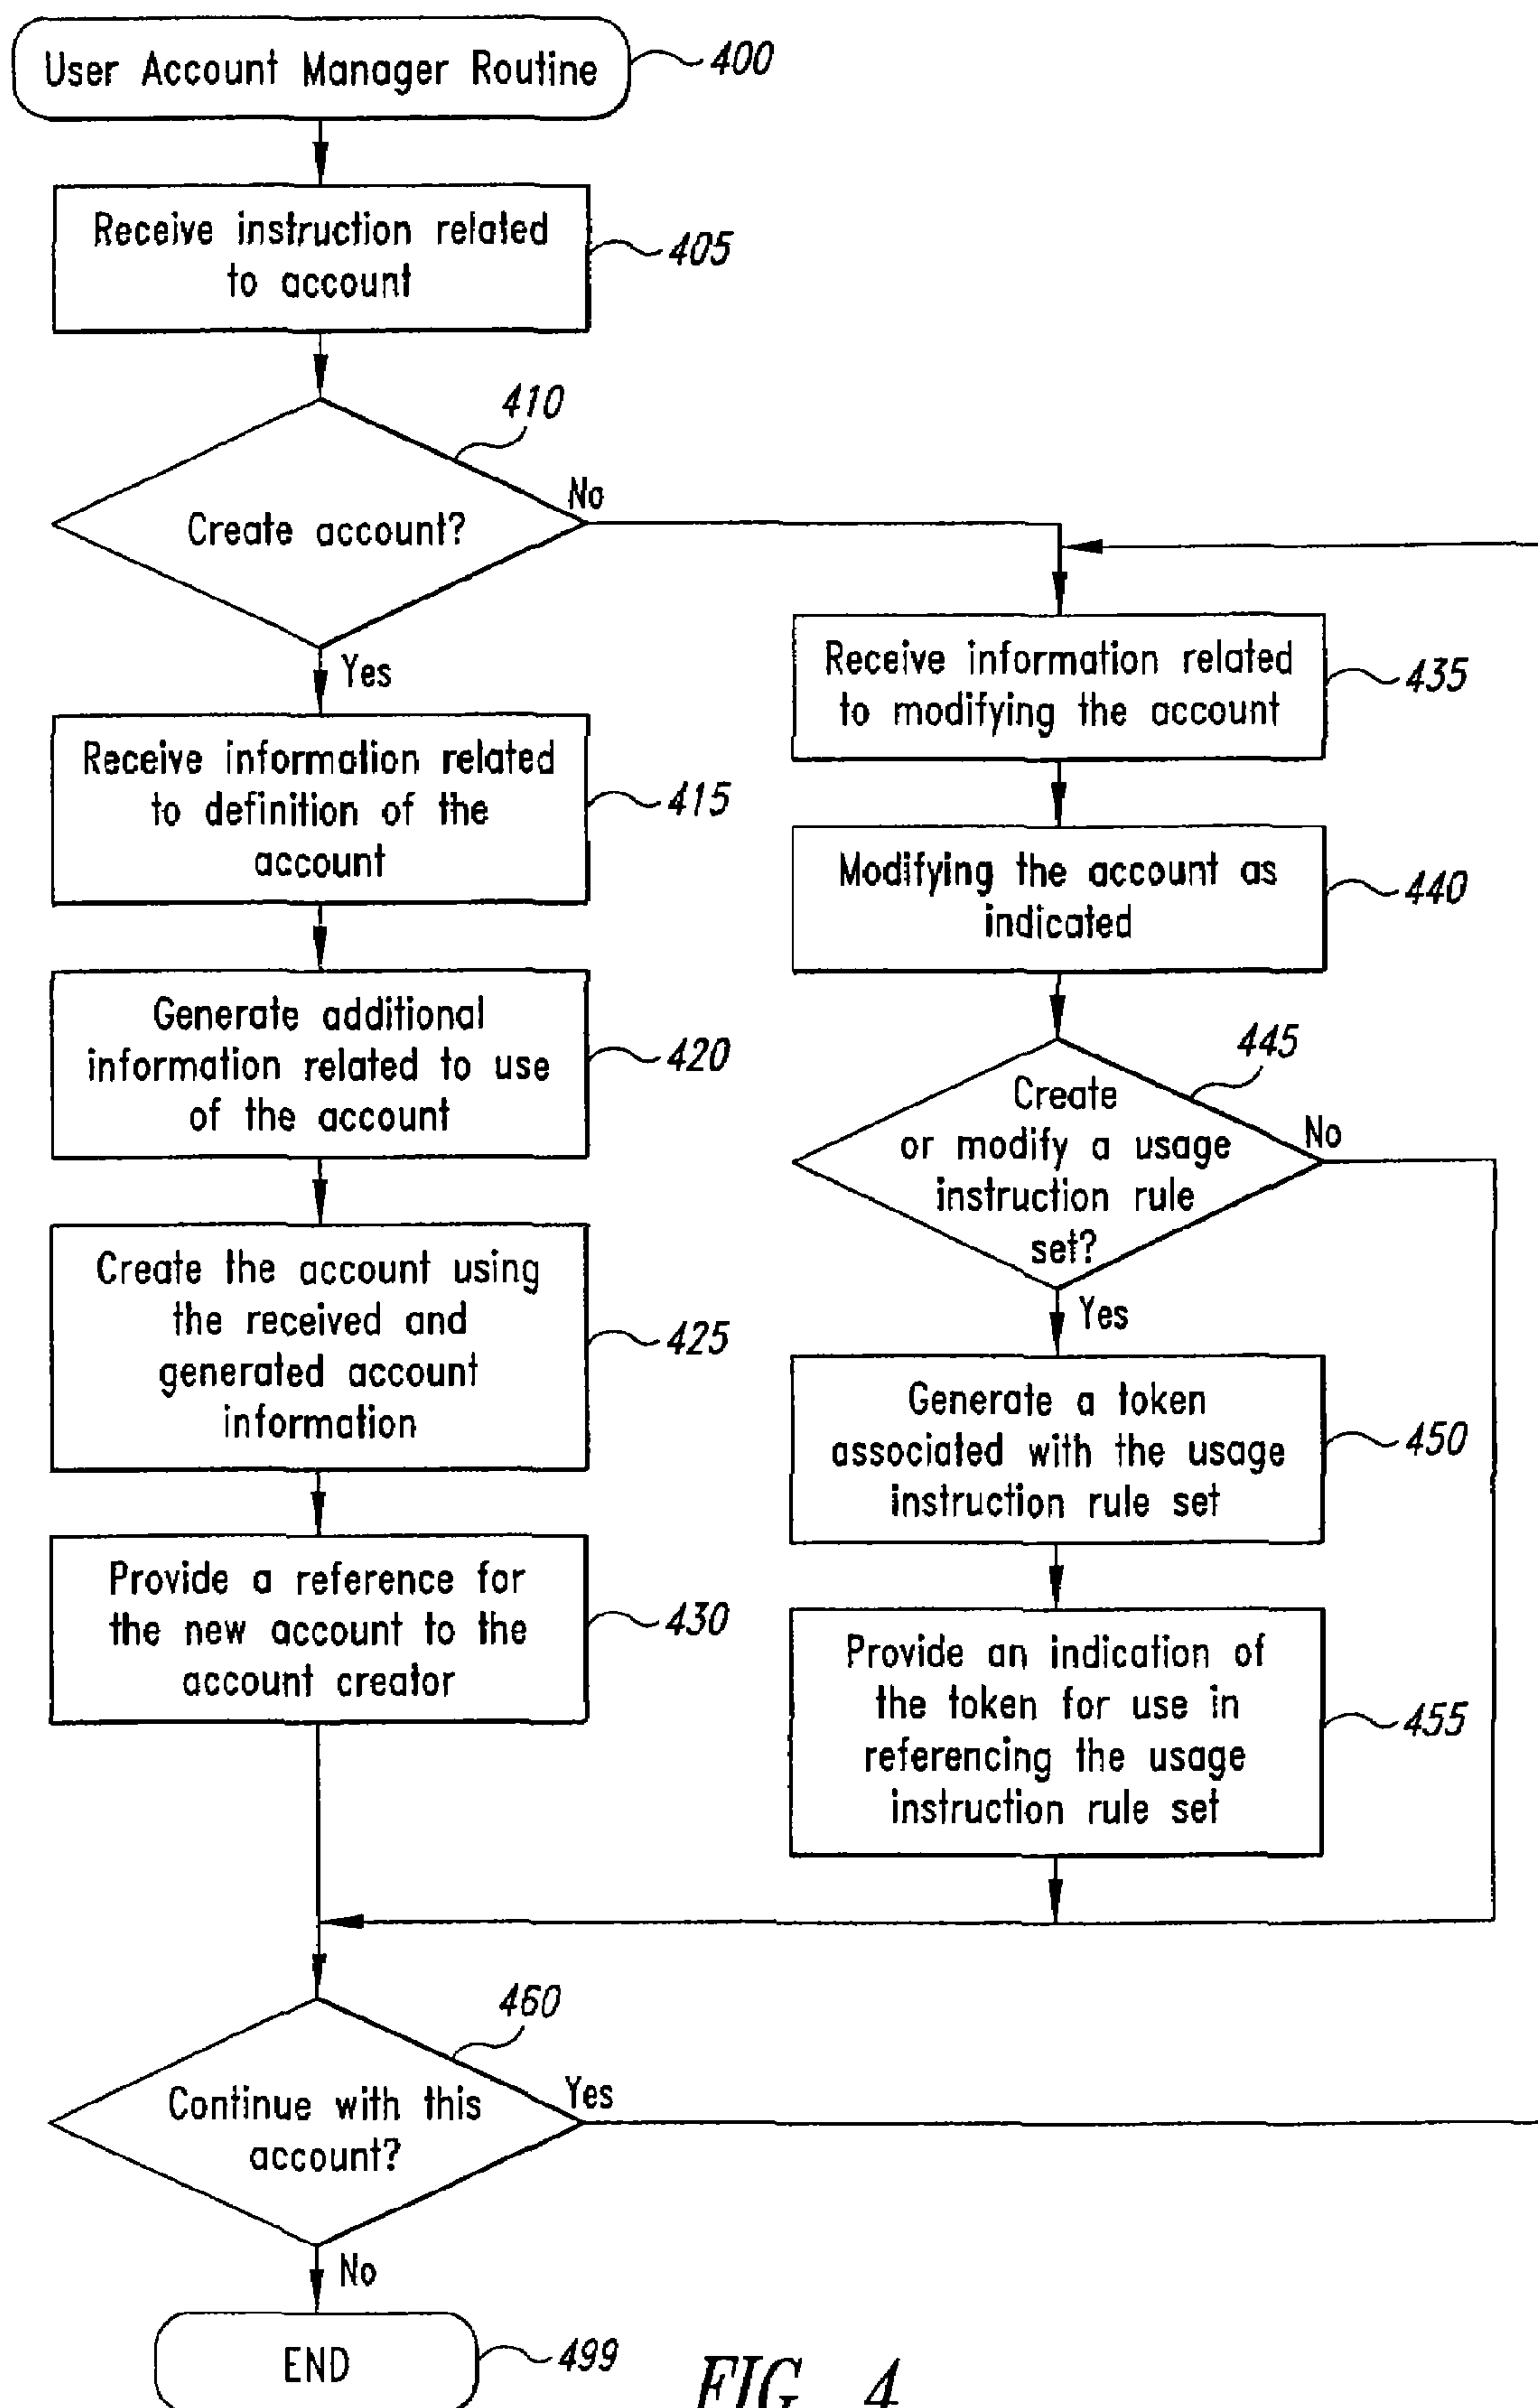 User Account Manager Routine
400
Receive instruction related
to account
405
410
Create account?
No
Yes
Receive information related
to definition of the
account
415
Generate additional
information related to use
of the account
420
Create the account using
the received and
generated account
information
425
Provide a reference for
the new account to the
account creator
430
Receive information related
to modifying the account
435
Modifying the account as
indicated
440
445
Create
or modify a usage
instruction rule
set?
No
Yes
Generate a token
associated with the usage
instruction rule set
450
Provide an indication of
the token for use in
referencing the usage
instruction rule set
455
460
Continue with this
account?
Yes
No
END
499
FIG. 4